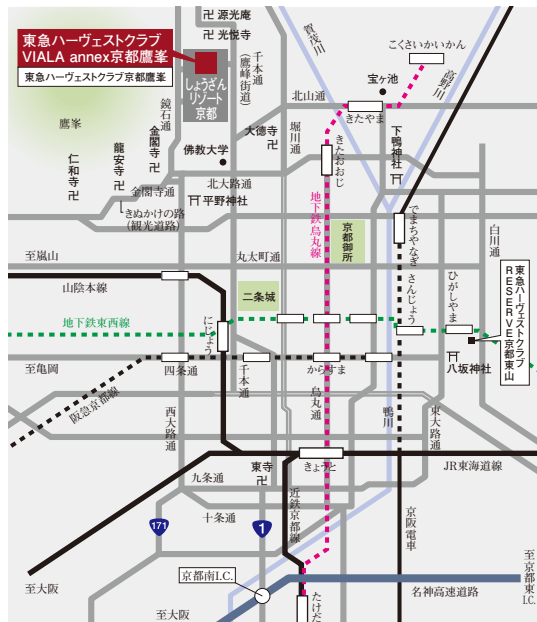 卍 源光庵
卍 光悦寺
東急ハーヴェストクラブ
VIALA annex京都鷹峯
東急ハーヴェストクラブ京都鷹峯
しょうざん
リゾート
京都
千本通
(鷹峰街道)
賀茂川
こくさいかいかん
高野川
宝ヶ池
北山通
きたやま
鷹峯
鏡石通
金閣寺卍
龍安寺卍
仁和寺卍
大徳寺卍
堀川通
佛教大学
きたおおじ
下鴨神社
北大路通
金閣寺通
平野神社
きぬかけの路
(観光道路)
地下鉄烏丸線
京都御所
でまちやなぎ
白川通
至嵐山
丸太町通
山陰本線
二条城
さんじょう
ひがしやま
東急ハーヴェストクラブ
RESERVE京都東山
地下鉄東西線
にじょう
至亀岡
四条通
千本通
からすま
八坂神社
阪急京都線
西大路通
烏丸通
鴨川
東大路通
きょうと
JR東海道線
九条通
東寺
卍
十条通
近鉄京都線
京阪電車
171
1
京都南I.C.
至大阪
至大阪
たけだ
名神高速道路
至京都東I.C.